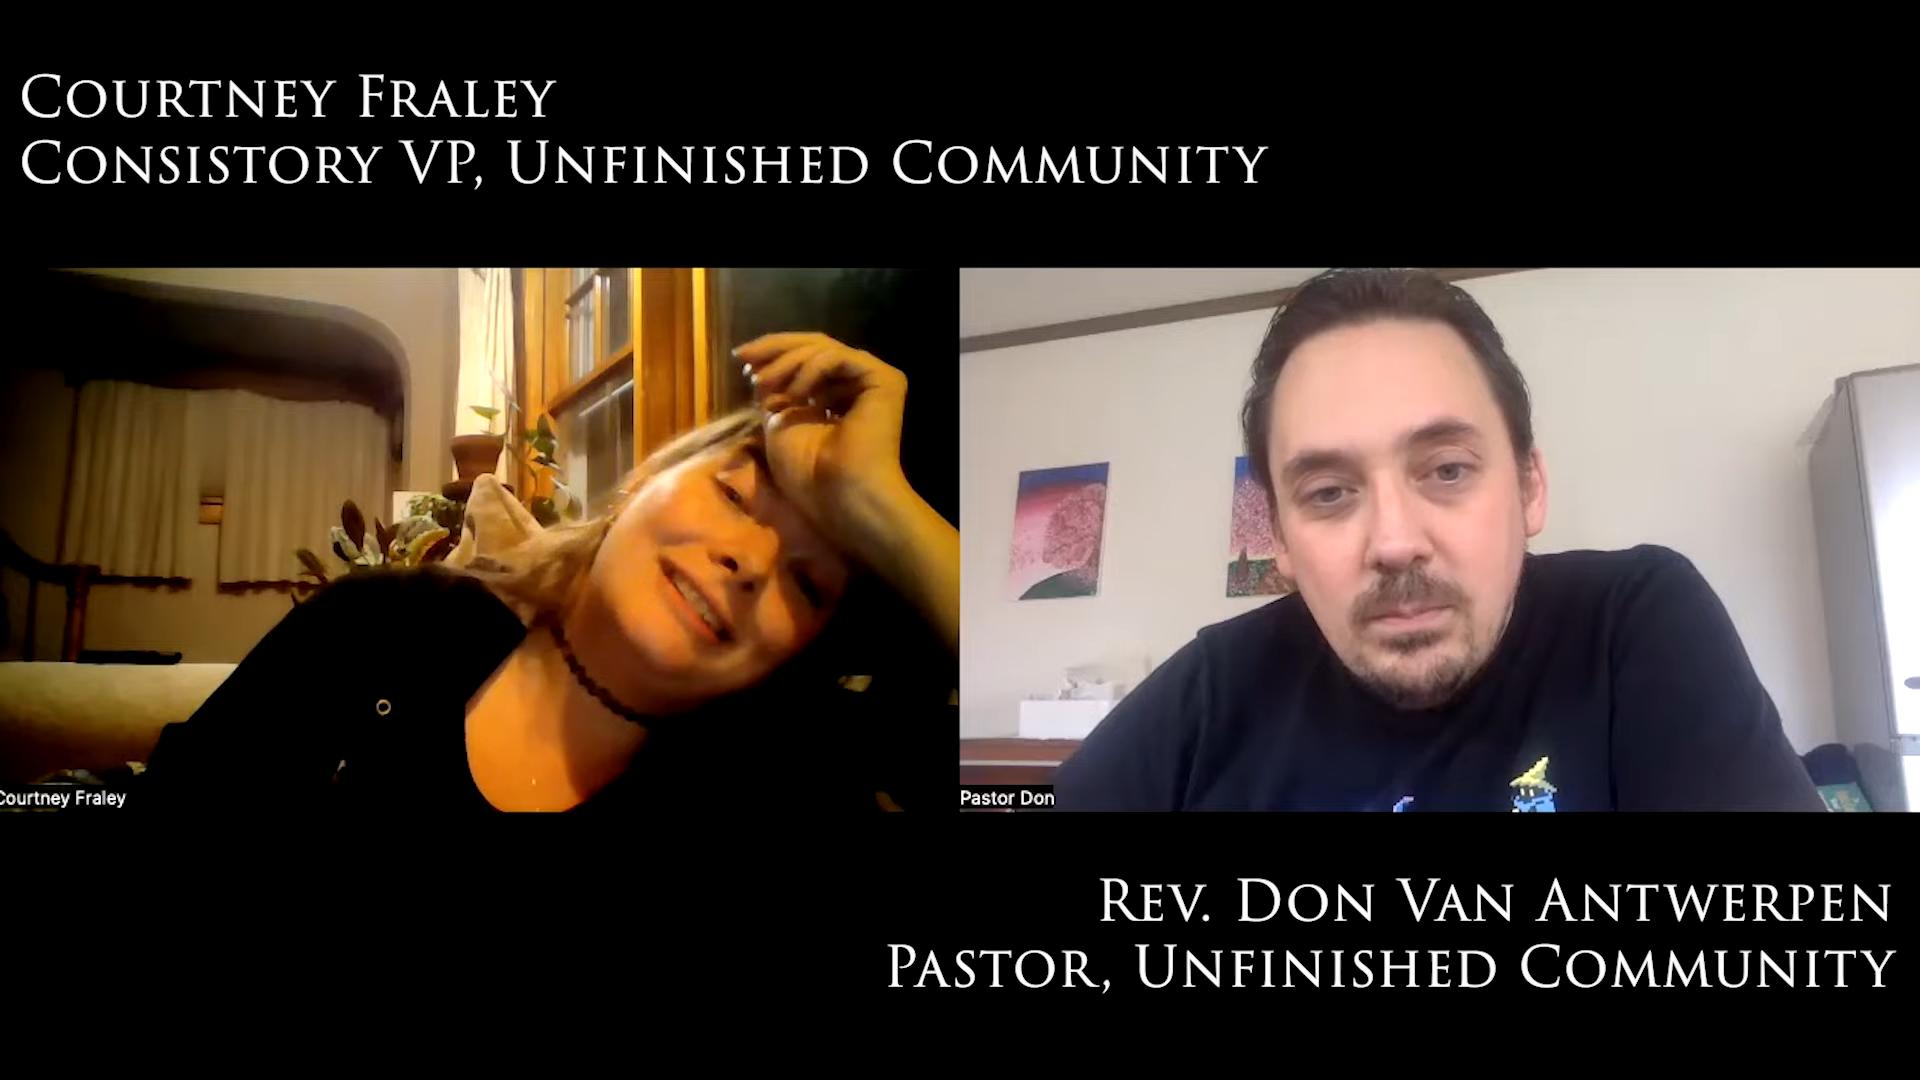 Courtney Fraley
Consistory VP, Unfinished Community
Courtney Fraley
Pastor Don
Rev. Don Van Antwerpen
Pastor, Unfinished Community